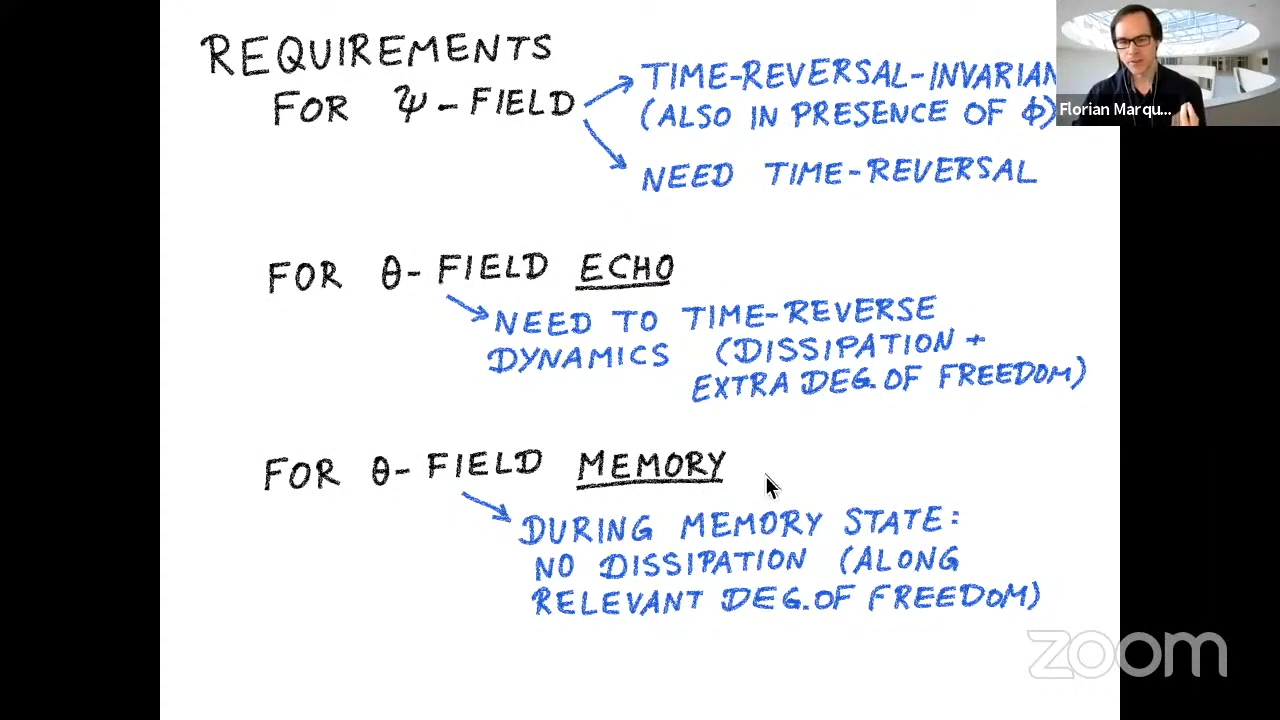 REQUIREMENTS
FOR Ψ-FIELD
TIME-REVERSAL-INVARIAN
(ALSO IN PRESENCE OF Φ)
NEED TIME-REVERSAL
Florian Marqu...
FOR θ-FIELD ECHO
NEED TO TIME-REVERSE
DYNAMICS (DISSIPATION +
EXTRA DEG. OF FREEDOM)
FOR θ-FIELD MEMORY
DURING MEMORY STATE:
NO DISSIPATION (ALONG
RELEVANT DEG. OF FREEDOM)
zoom